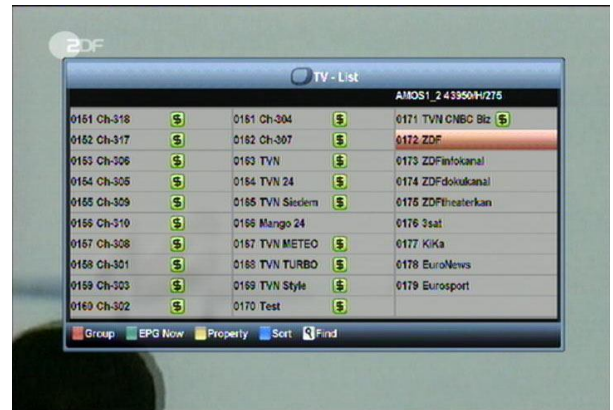 ZDF
TV - List
AMOS1_2 43950/H/275
0151 Ch-318 $
0152 Ch-317 $
0153 Ch-306 $
0154 Ch-305 $
0155 Ch-309 $
0156 Ch-310 $
0157 Ch-308 $
0158 Ch-301 $
0159 Ch-303 $
0160 Ch-302 $
0161 Ch-304 $
0162 Ch-307 $
0163 TVN $
0164 TVN 24 $
0165 TVN Siedem $
0166 Mango 24
0167 TVN METEO $
0168 TVN TURBO $
0169 TVN Style $
0170 Test $
0171 TVN CNBC Biz $
0172 ZDF
0173 ZDFinfokanal
0174 ZDFdokukanal
0175 ZDFtheaterkan
0176 3sat
0177 KiKa
0178 EuroNews
0179 Eurosport
Group EPG Now Property Sort Find